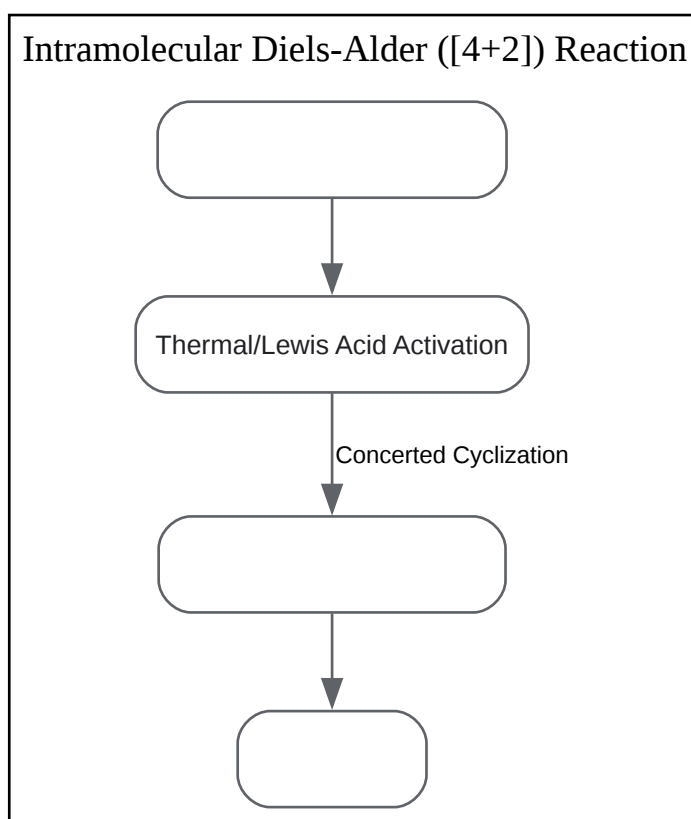 Intramolecular Diels-Alder ([4+2]) Reaction
Thermal/Lewis Acid Activation
Concerted Cyclization